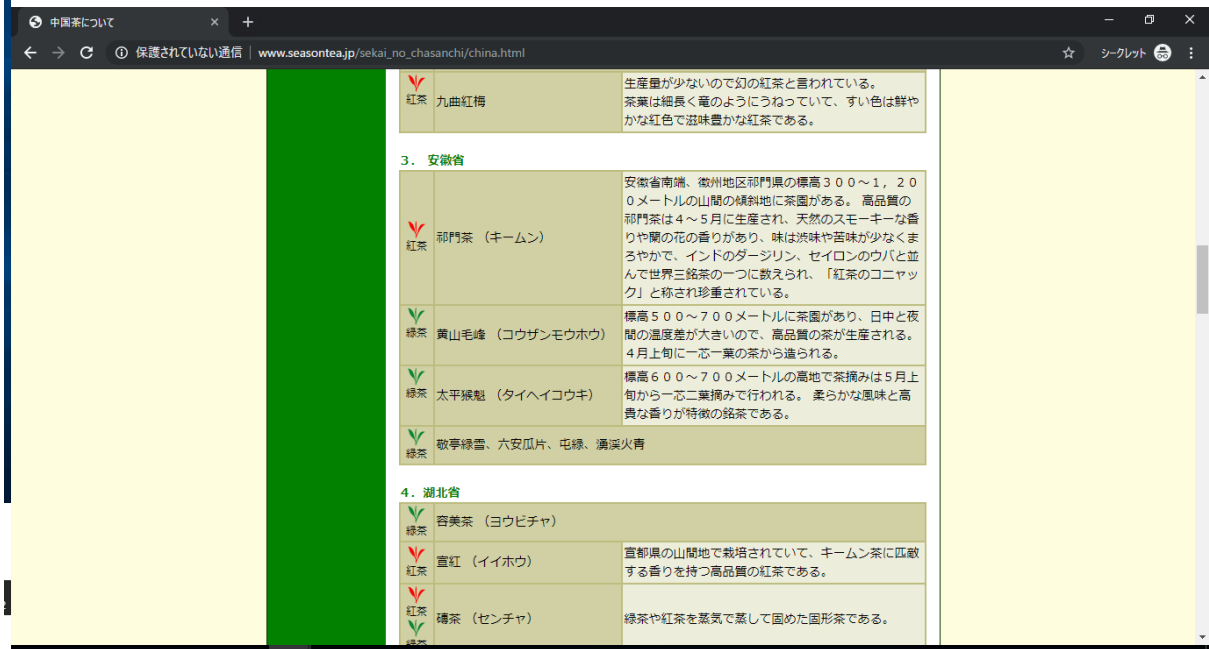 中国茶について
保護されていない通信 | www.seasontea.jp/sekai_no_chasanchi/china.html
シークレット
紅茶
九曲紅梅
生産量が少ないので幻の紅茶と言われている。
茶葉は細長く竜のようにうねっていて、すい色は鮮や
かな紅色で滋味豊かな紅茶である。
3. 安徽省
紅茶
祁門茶 （キームン）
安徽省南端、徽州地区祁門県の標高３００～１，２０
０メートルの山間の傾斜地に茶園がある。 高品質の
祁門茶は４～５月に生産され、天然のスモーキーな香
りや蘭の花の香りがあり、味は渋味や苦味が少なくま
ろやかで、インドのダージリン、セイロンのウバと並
んで世界三銘茶の一つに数えられ、「紅茶のコニャッ
ク」と称され珍重されている。
緑茶
黄山毛峰 （コウザンモウホウ）
標高５００～７００メートルに茶園があり、日中と夜
間の温度差が大きいので、高品質の茶が生産される。
４月上旬に一芯一葉の茶から造られる。
緑茶
太平猴魁 （タイヘイコウキ）
標高６００～７００メートルの高地で茶摘みは５月上
旬から一芯二葉摘みで行われる。 柔らかな風味と高
貴な香りが特徴の銘茶である。
緑茶
敬亭緑雪、六安瓜片、屯緑、湧渓火青
4. 湖北省
緑茶
容美茶 （ヨウビチャ）
紅茶
宣紅 （イイホウ）
宣都県の山間地で栽培されていて、キームン茶に匹敵
する香りを持つ高品質の紅茶である。
紅茶
緑茶
磚茶 （センチャ）
緑茶や紅茶を蒸気で蒸して固めた固形茶である。